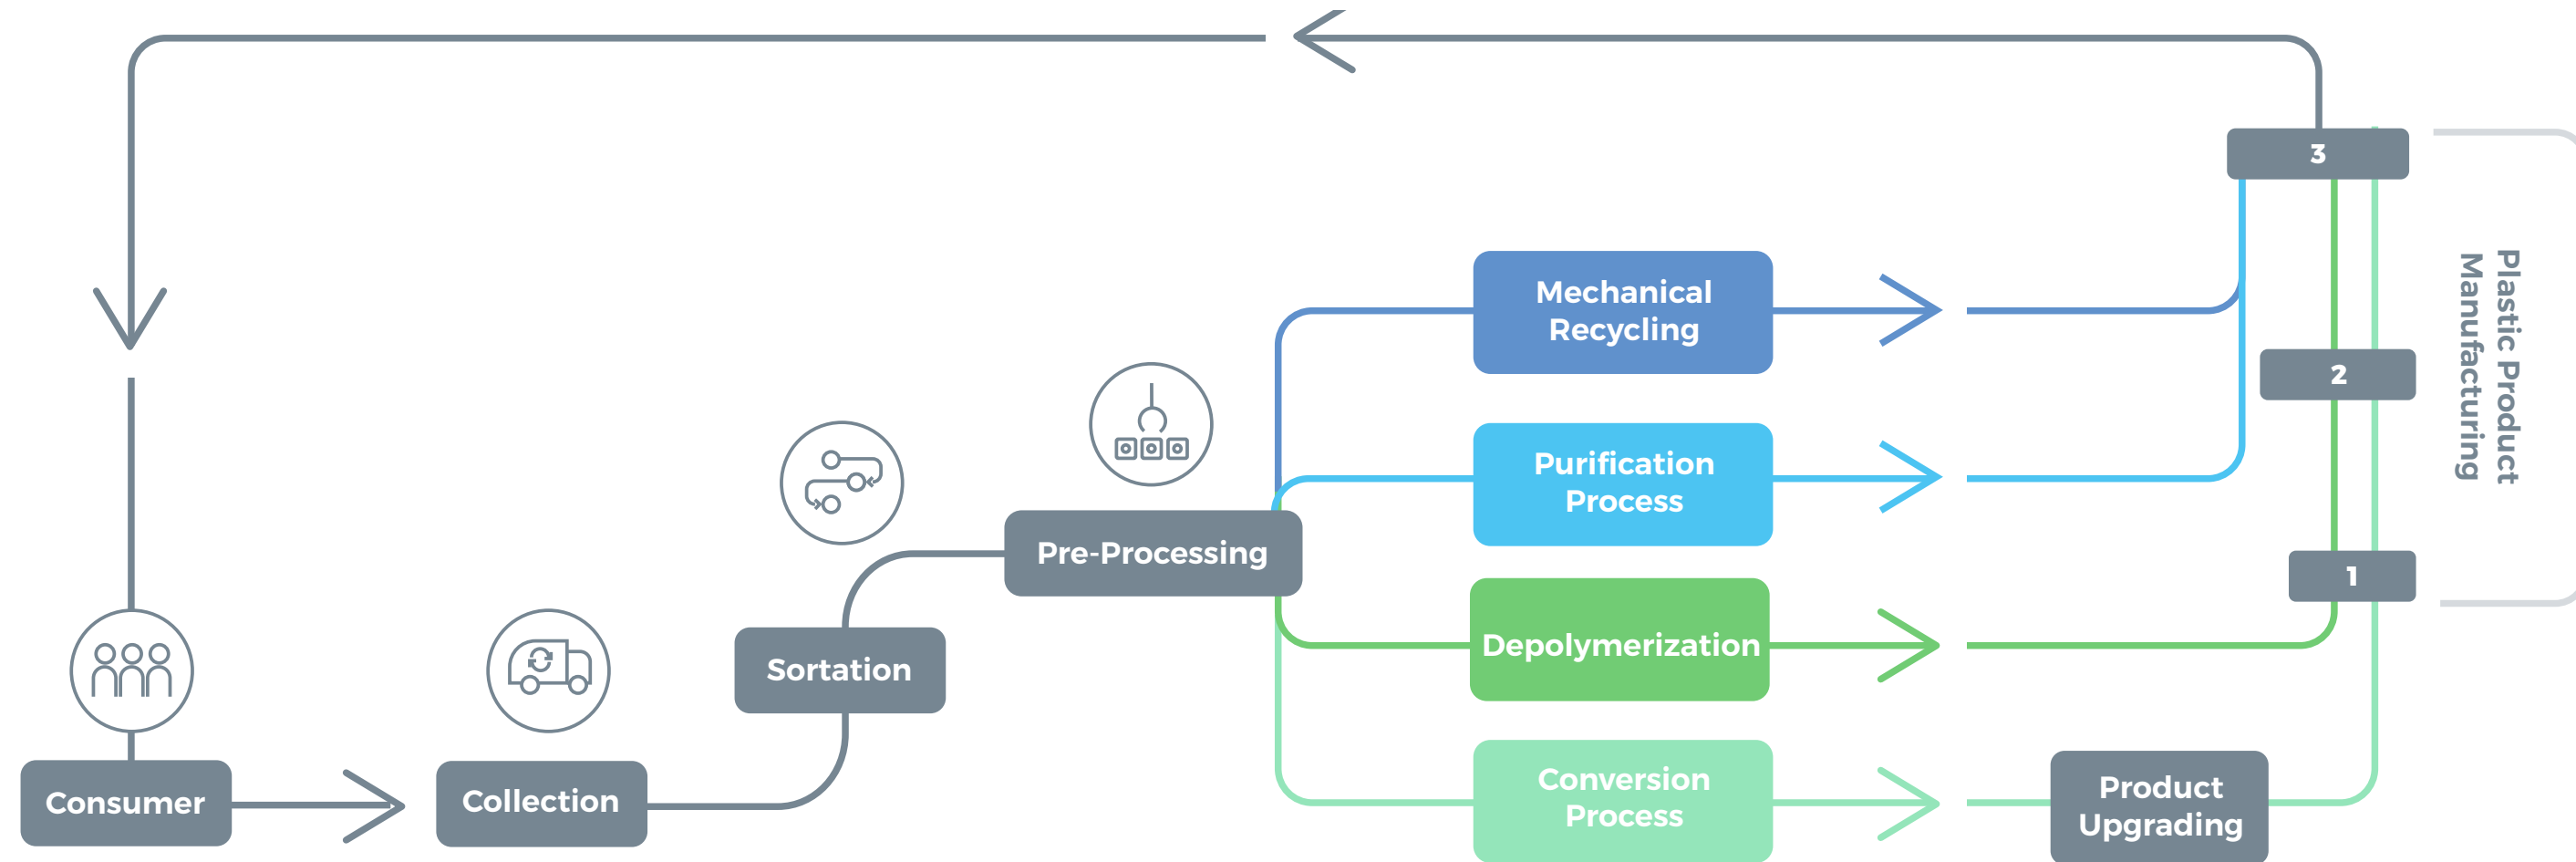 3
Mechanical
Recycling
Plastic Product
Manufacturing
2
Purification
Process
Pre-Processing
1
Depolymerization
Sortation
Conversion
Process
Product
Upgrading
Consumer
Collection